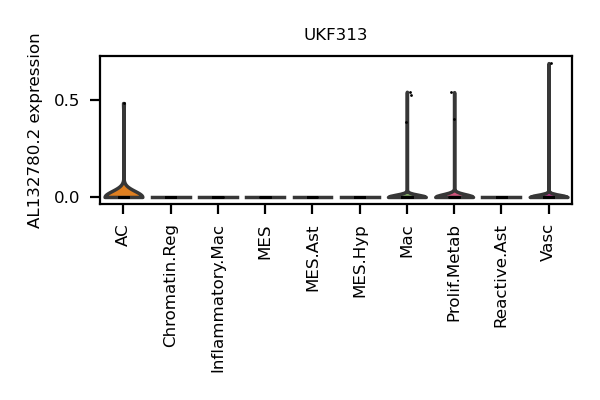 UKF313
AL132780.2 expression
0.5
0.0
AC
Chromatin.Reg
Inflammatory.Mac
MES
MES.Ast
MES.Hyp
Mac
Prolif.Metab
Reactive.Ast
Vasc